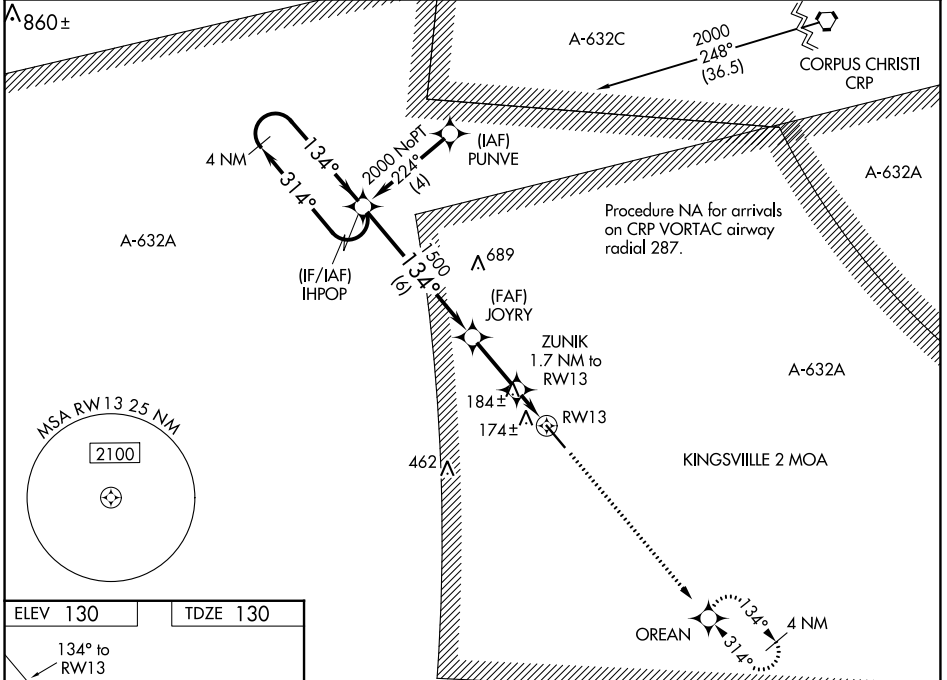 860±
A-632C
2000
248°
(36.5)
CORPUS CHRISTI
CRP
4 NM
134°
314°
2000 NoPT
224°
(4)
(IAF)
PUNVE
A-632A
A-632A
Procedure NA for arrivals
on CRP VORTAC airway
radial 287.
(IF/IAF)
IHPOP
1500
134°
(6)
689
(FAF)
JOYRY
ZUNIK
1.7 NM to
RW13
A-632A
184±
174±
RW13
MSA RW13 25 NM
2100
462
KINGSVIILLE 2 MOA
ELEV 130
TDZE 130
134° to
RW13
OREAN
134°
314°
4 NM